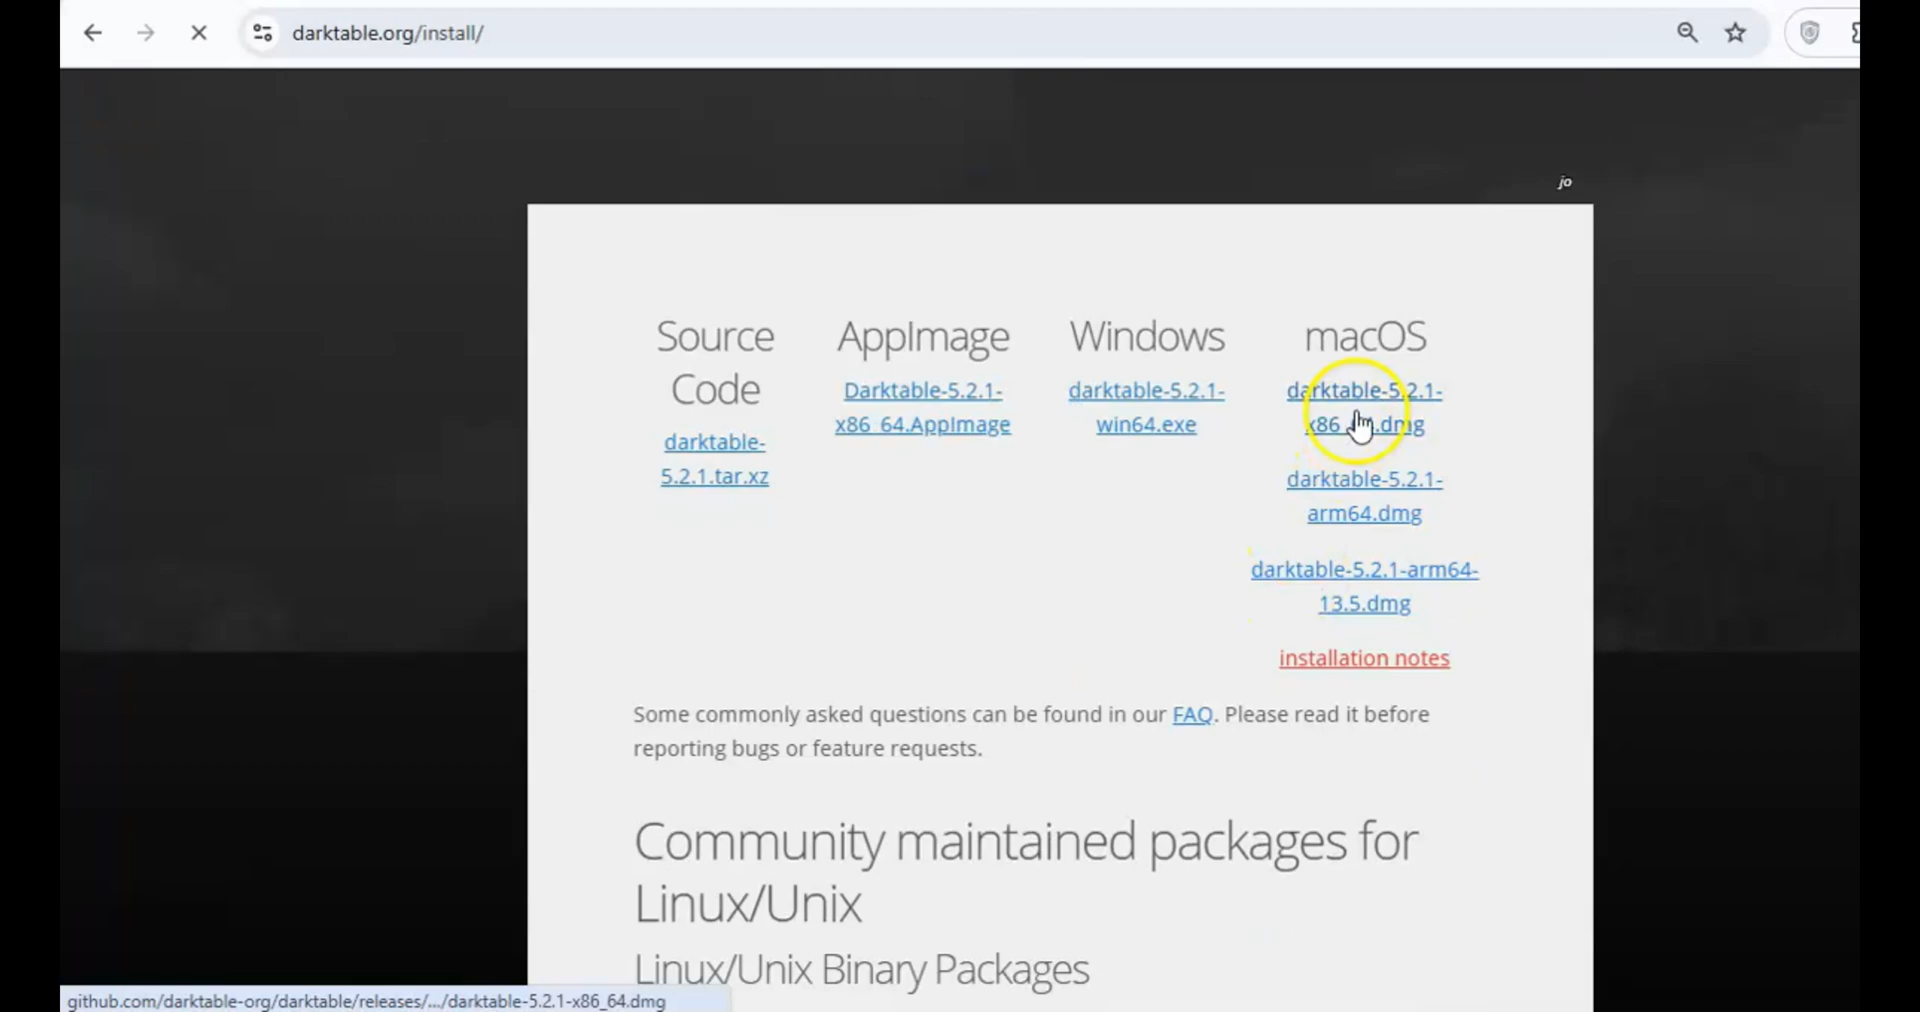 darktable.org/install/
jo
Source
Code
darktable-
5.2.1.tar.xz
AppImage
Darktable-5.2.1-
x86_64.AppImage
Windows
darktable-5.2.1-
win64.exe
macOS
darktable-5.2.1-
x86_64.dmg
darktable-5.2.1-
arm64.dmg
darktable-5.2.1-arm64-
13.5.dmg
installation notes
Some commonly asked questions can be found in our FAQ. Please read it before
reporting bugs or feature requests.
Community maintained packages for
Linux/Unix
Linux/Unix Binary Packages
github.com/darktable-org/darktable/releases/.../darktable-5.2.1-x86_64.dmg